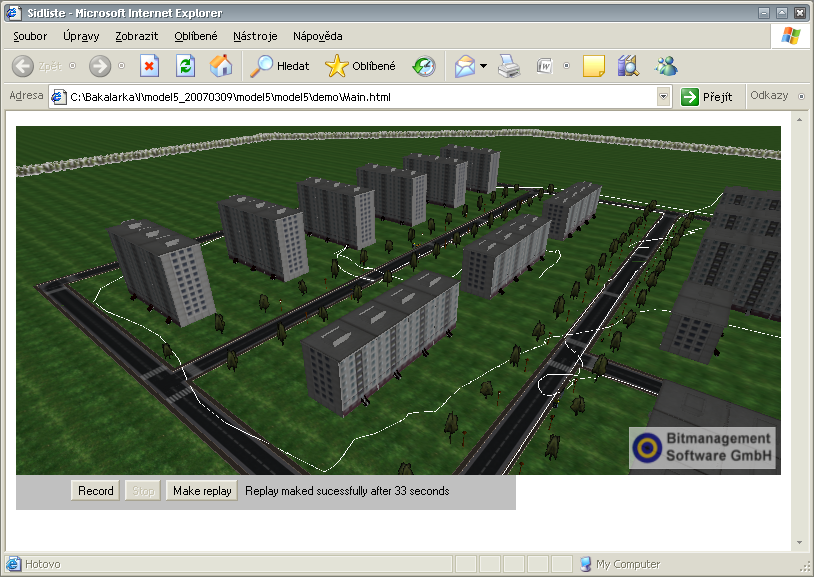 Sidliste - Microsoft Internet Explorer
Soubor Úpravy Zobrazit Oblíbené Nástroje Nápověda
Zpět Hledat Oblíbené
Adresa C:\Bakalarka\I\model5_20070309\model5\model5\demo\Main.html Přejít Odkazy
Bitmanagement
Software GmbH
Record Stop Make replay Replay maked sucessfully after 33 seconds
Hotovo My Computer